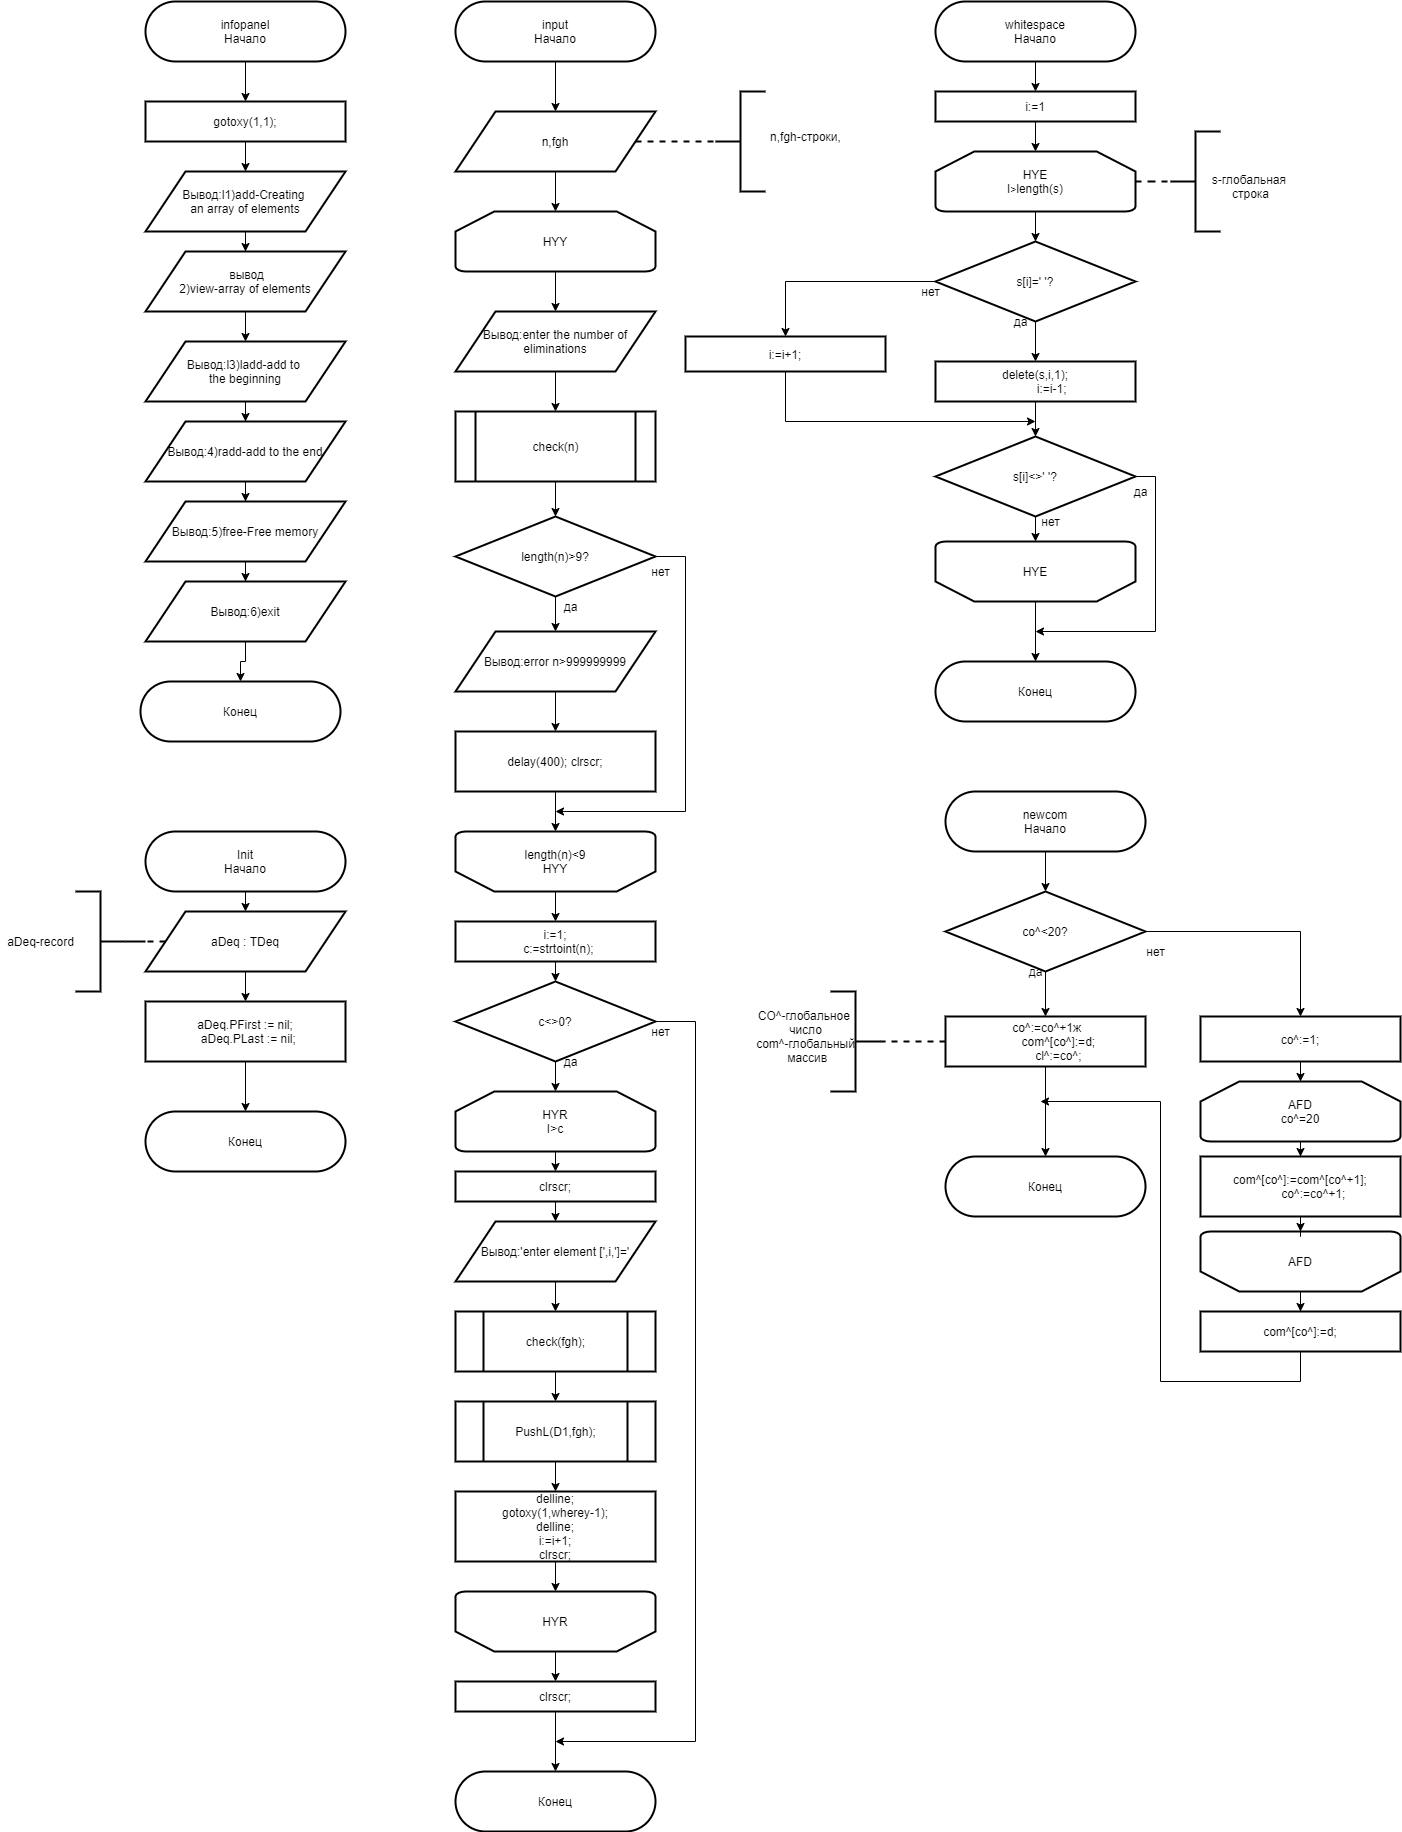 infopanel
Начало
gotoxy(1,1);
Вывод:l1)add-Creating
an array of elements
вывод
2)view-array of elements
Вывод:l3)ladd-add to
the beginning
Вывод:4)radd-add to the end
Вывод:5)free-Free memory
Вывод:6)exit
Конец
Init
Начало
aDeq-record
aDeq : TDeq
aDeq.PFirst := nil;
aDeq.PLast := nil;
Конец
input
Начало
n,fgh
n,fgh-строки,
HYY
Вывод:enter the number of
eliminations
check(n)
length(n)>9?
нет
да
Вывод:error n>999999999
delay(400); clrscr;
length(n)<9
HYY
i:=1;
c:=strtoint(n);
c<>0?
нет
да
HYR
I>c
clrscr;
Вывод:'enter element [',i,']='
check(fgh);
PushL(D1,fgh);
delline;
gotoxy(1,wherey-1);
delline;
i:=i+1;
clrscr;
HYR
clrscr;
Конец
whitespace
Начало
i:=1
HYE
I>length(s)
s-глобальная
строка
s[i]=' '?
нет
да
i:=i+1;
delete(s,i,1);
i:=i-1;
s[i]<>' '?
да
нет
HYE
Конец
newcom
Начало
co^<20?
нет
да
CO^-глобальное
число
com^-глобальный
массив
co^:=co^+1ж
com^[co^]:=d;
cl^:=co^;
Конец
co^:=1;
AFD
co^=20
com^[co^]:=com^[co^+1];
co^:=co^+1;
AFD
com^[co^]:=d;